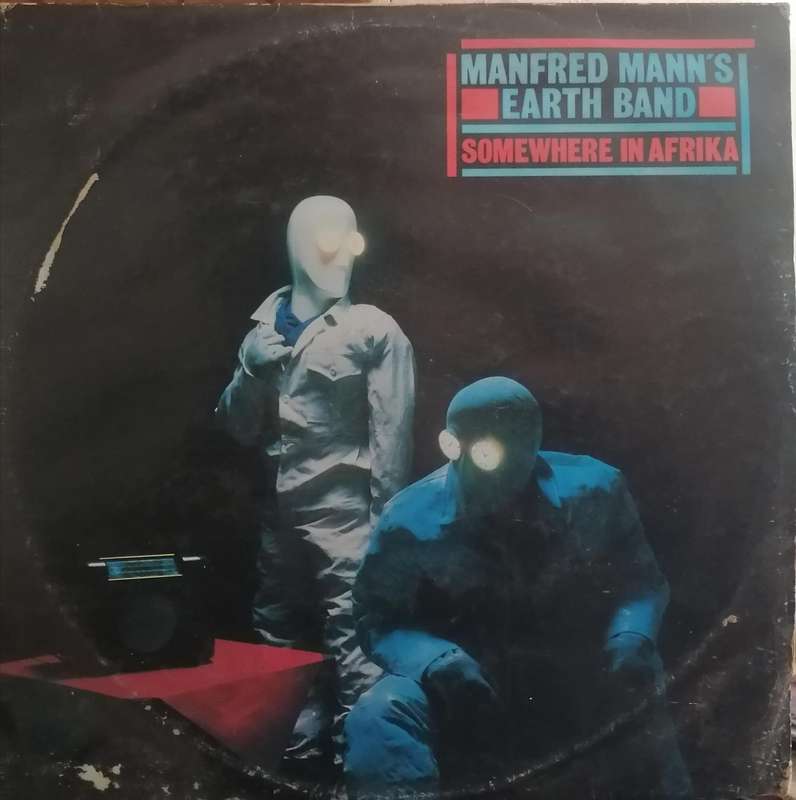 MANFRED MANN'S
EARTH BAND
SOMEWHERE IN AFRIKA